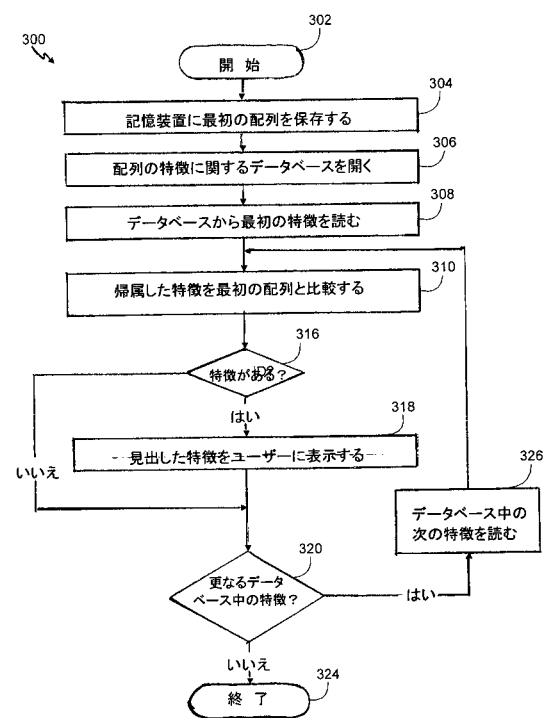 300
302
開始
304
記憶装置に最初の配列を保存する
306
配列の特徴に関するデータベースを開く
308
データベースから最初の特徴を読む
310
帰属した特徴を最初の配列と比較する
316
特徴がある?
はい
いいえ
318
見出した特徴をユーザーに表示する
326
データベース中の
次の特徴を読む
320
更なるデータ
ベース中の特徴?
はい
いいえ
324
終了